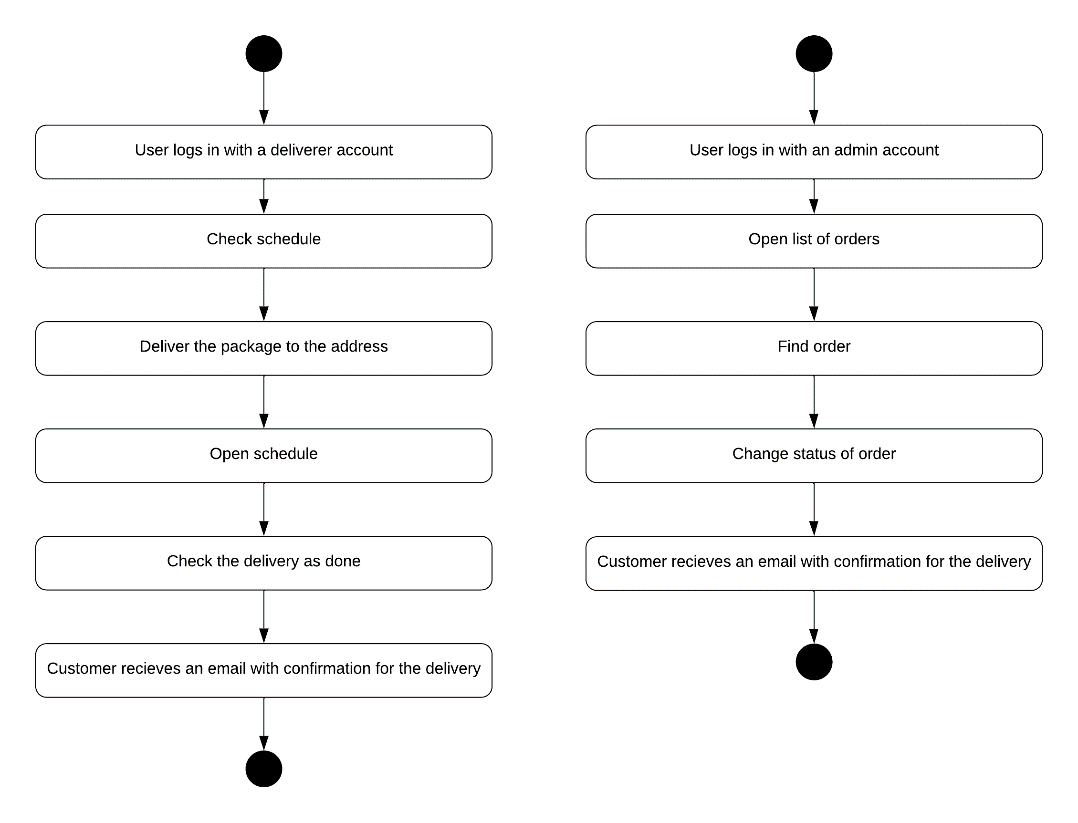 User logs in with a deliverer account
Check schedule
Deliver the package to the address
Open schedule
Check the delivery as done
Customer recieves an email with confirmation for the delivery
User logs in with an admin account
Open list of orders
Find order
Change status of order
Customer recieves an email with confirmation for the delivery